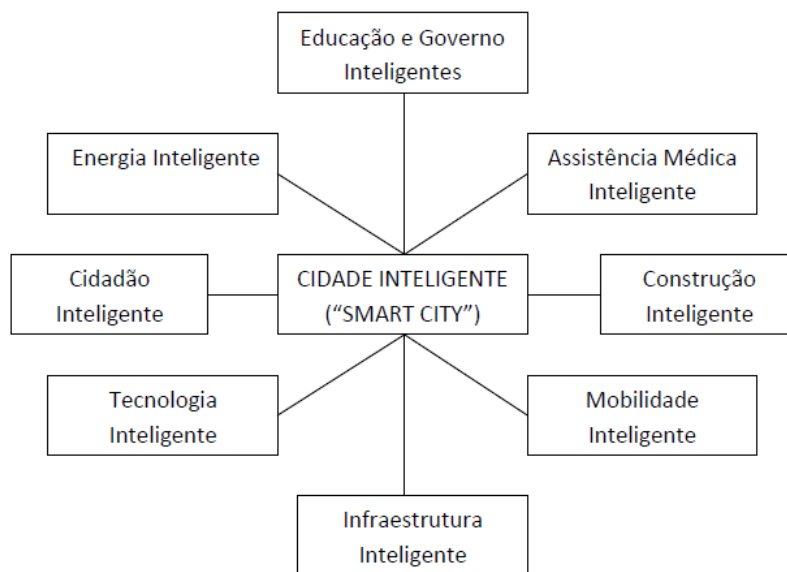 Educação e Governo
Inteligentes
Energia Inteligente
Assistência Médica
Inteligente
Cidadão
Inteligente
CIDADE INTELIGENTE
(“SMART CITY”)
Construção
Inteligente
Tecnologia
Inteligente
Mobilidade
Inteligente
Infraestrutura
Inteligente